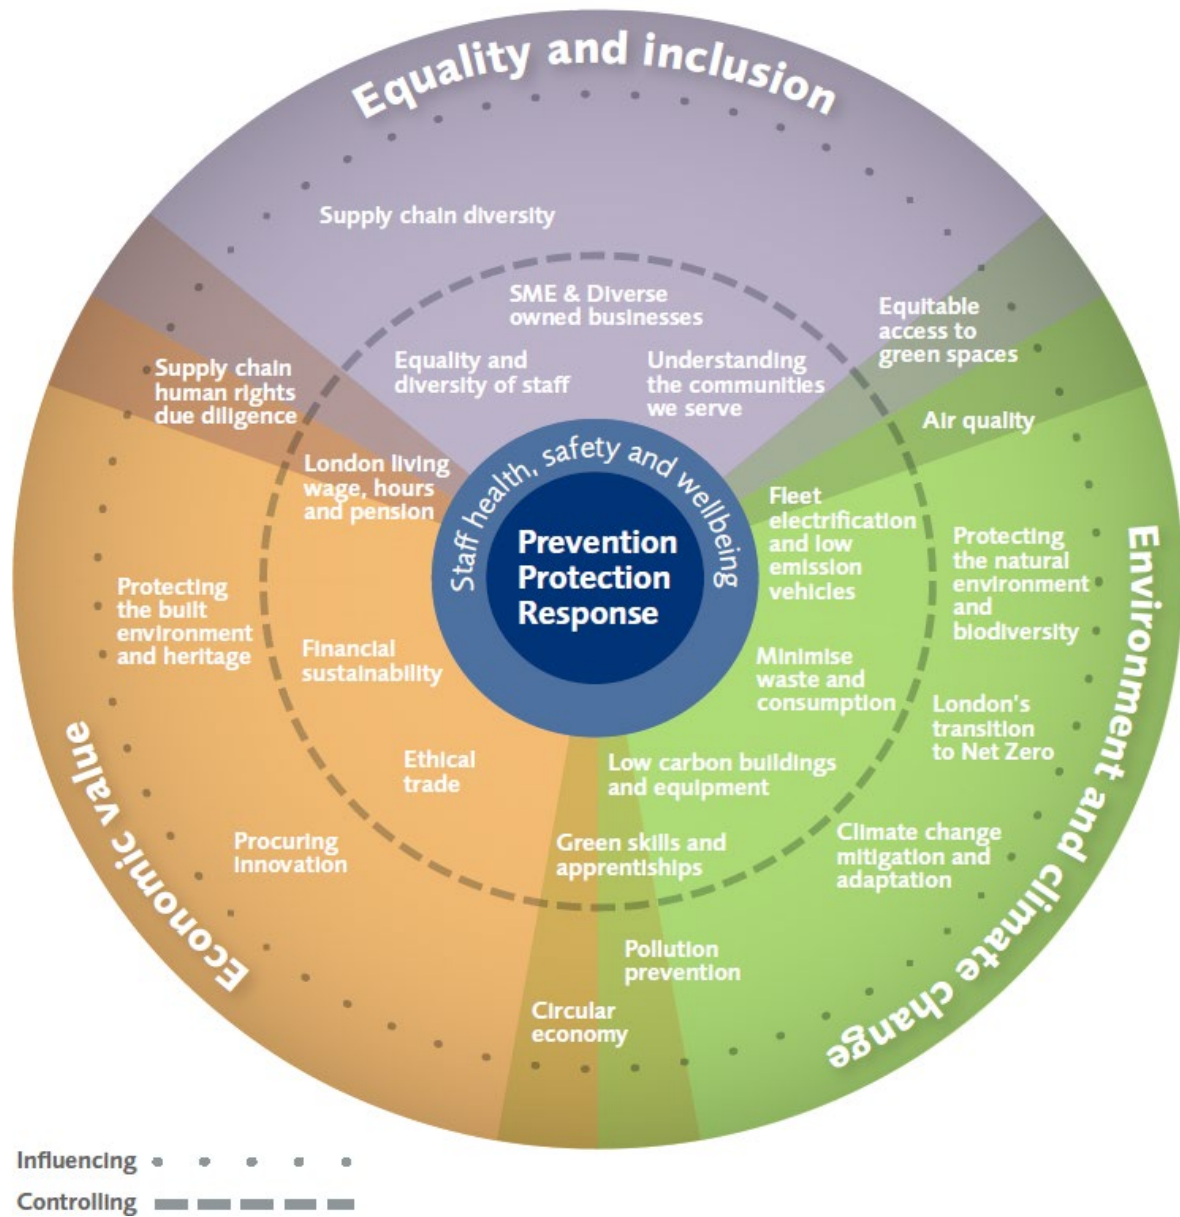 Equality and inclusion
Supply chain diversity
SME & Diverse
owned businesses
Equality and
diversity of staff
Understanding
the communities
we serve
Equitable
access to
green spaces
Supply chain
human rights
due diligence
Air quality
London living
wage, hours
and pension
Staff health, safety and wellbeing
Prevention
Protection
Response
Fleet
electrification
and low
emission
vehicles
Protecting
the natural
environment
and
biodiversity
Environment and climate change
Protecting
the built
environment
and heritage
Financial
sustainability
Minimise
waste and
consumption
London's
transition
to Net Zero
Economic value
Ethical
trade
Low carbon buildings
and equipment
Procuring
innovation
Green skills and
apprentiships
Climate change
mitigation and
adaptation
Pollution
prevention
Circular
economy
Influencing
Controlling